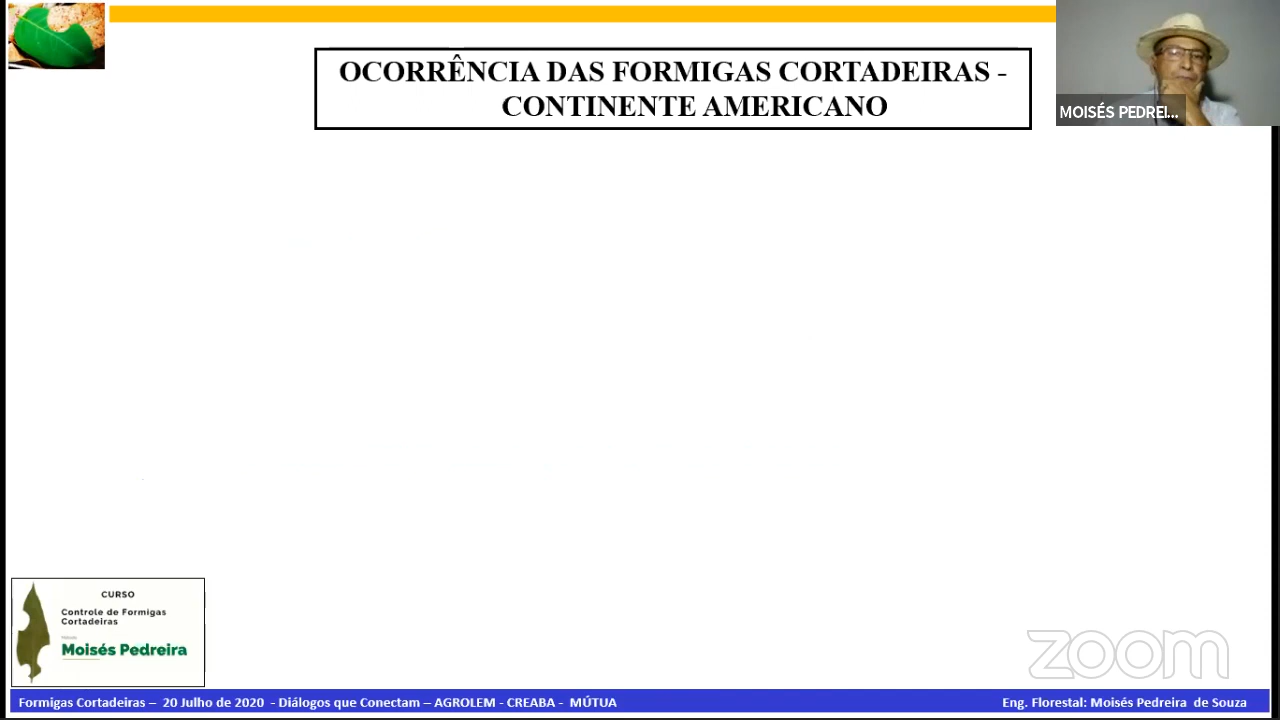 OCORRÊNCIA DAS FORMIGAS CORTADEIRAS -
CONTINENTE AMERICANO
MOISÉS PEDREI...
CURSO
Controle de Formigas
Cortadeiras
Moisés Pedreira
zoom
Formigas Cortadeiras – 20 Julho de 2020 - Diálogos que Conectam – AGROLEM - CREABA - MÚTUA
Eng. Florestal: Moisés Pedreira de Souza